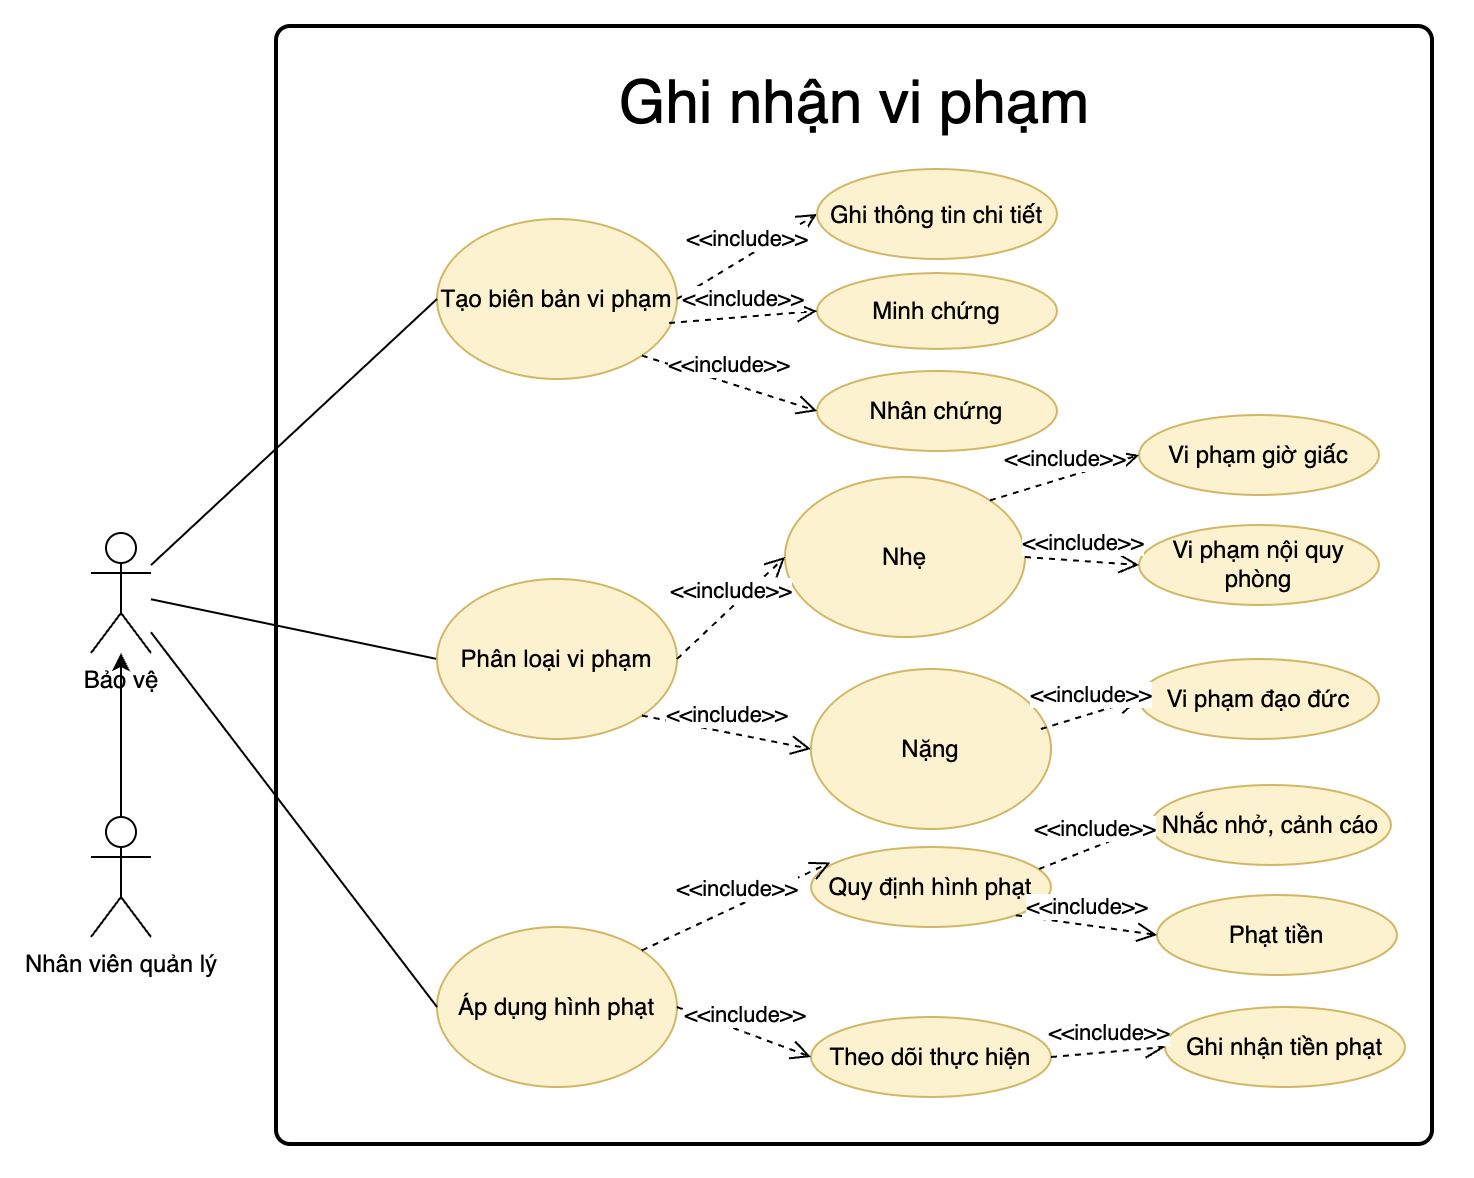 Ghi nhận vi phạm
Ghi thông tin chi tiết
<<include>>
Tạo biên bản vi phạm
<<include>>
Minh chứng
<<include>>
Nhân chứng
<<include>>
Vi phạm giờ giấc
<<include>>
Vi phạm nội quy
phòng
Nhẹ
<<include>>
Phân loại vi phạm
Bảo vệ
<<include>>
<<include>>
Vi phạm đạo đức
Nặng
<<include>>
Nhắc nhở, cảnh cáo
<<include>>
Quy định hình phạt
<<include>>
Phạt tiền
Nhân viên quản lý
Áp dụng hình phạt
<<include>>
<<include>>
Ghi nhận tiền phạt
Theo dõi thực hiện